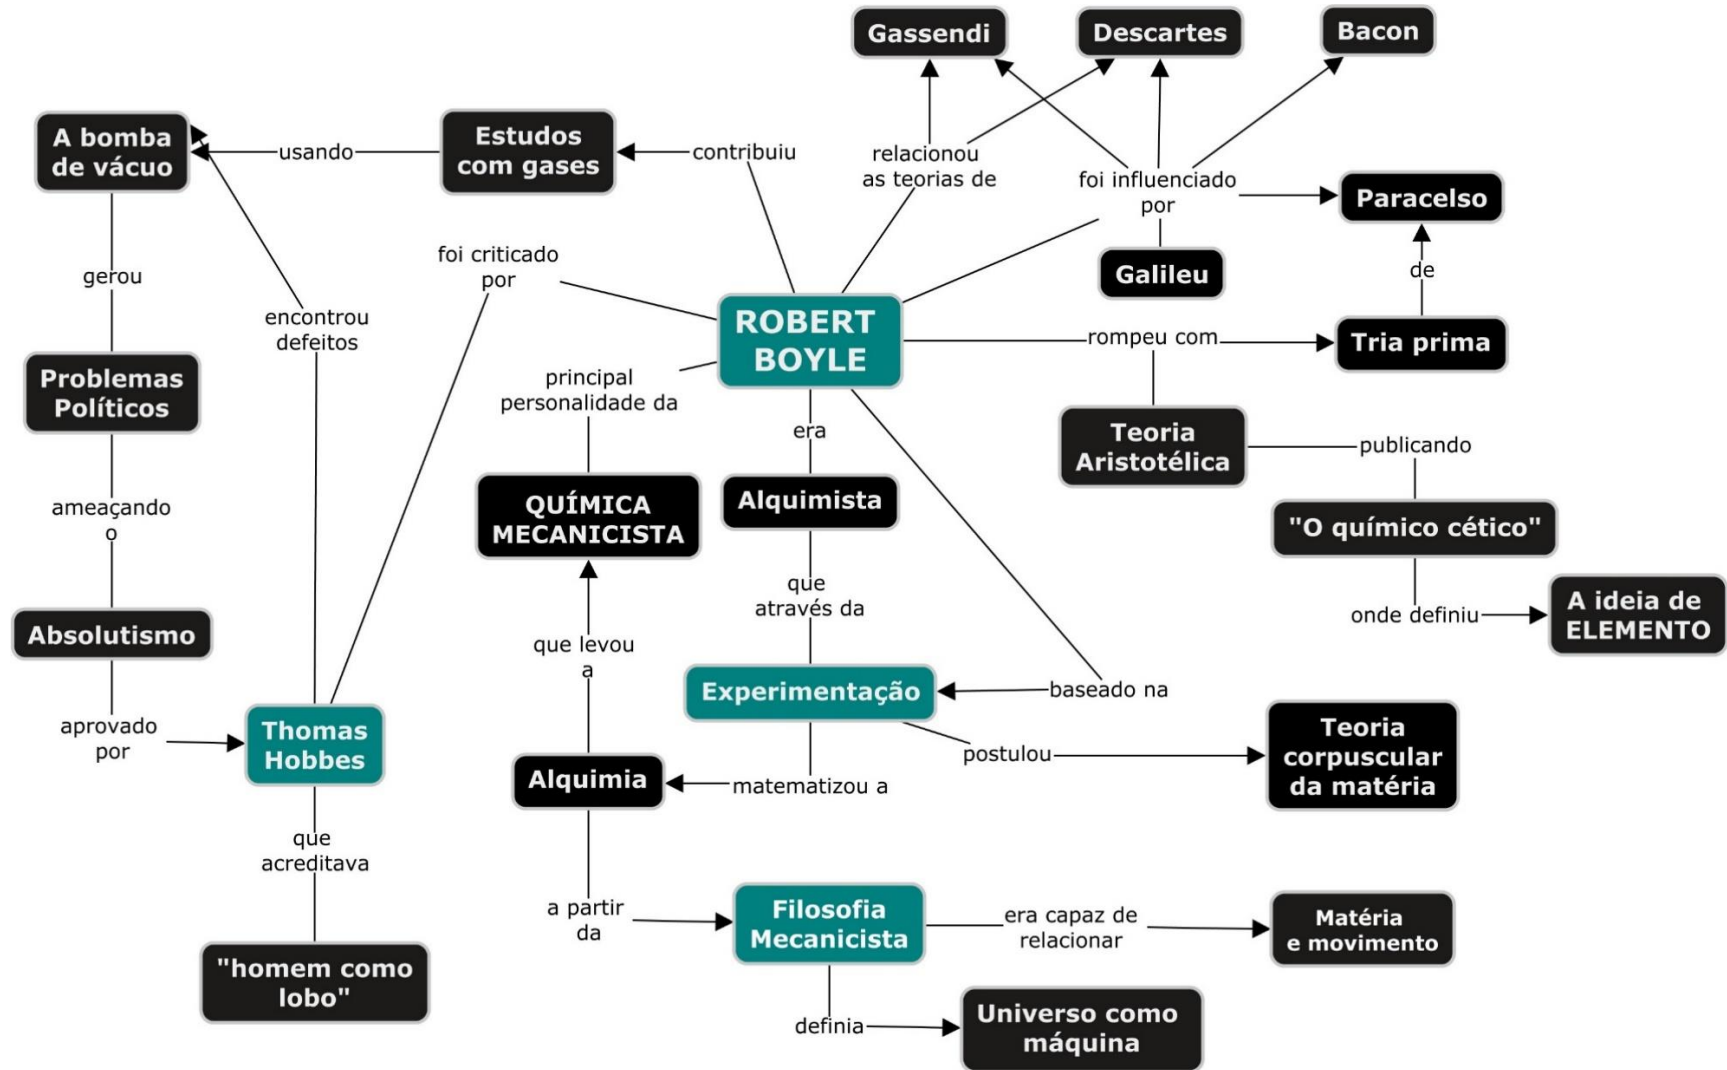 Gassendi
Descartes
Bacon
A bomba
de vácuo
usando
Estudos
com gases
contribuiu
relacionou
as teorias de
foi influenciado
por
Paracelso
de
Galileu
gerou
foi criticado
por
encontrou
defeitos
ROBERT
BOYLE
rompeu com
Tria prima
Problemas
Políticos
principal
personalidade da
era
Teoria
Aristotélica
publicando
ameaçando
o
QUÍMICA
MECANICISTA
Alquimista
"O químico cético"
que
através da
onde definiu
A ideia de
ELEMENTO
Absolutismo
que levou
a
Experimentação
baseado na
aprovado
por
Thomas
Hobbes
postulou
Teoria
corpuscular
da matéria
Alquimia
matematizou a
que
acreditava
a partir
da
Filosofia
Mecanicista
era capaz de
relacionar
Matéria
e movimento
"homem como
lobo"
definia
Universo como
máquina